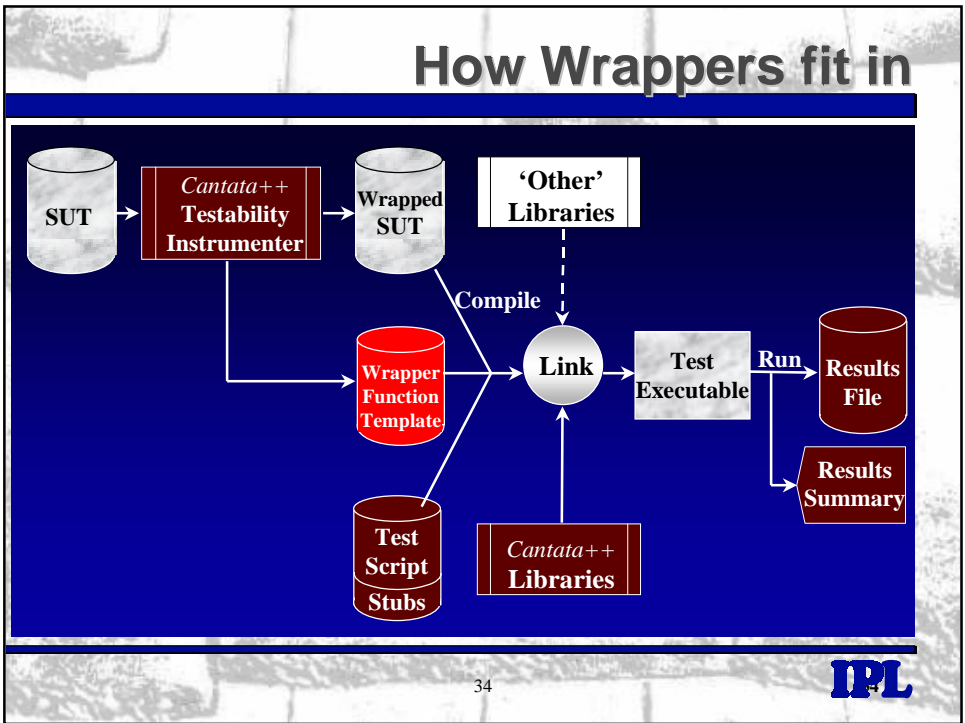 How Wrappers fit in
SUT
Cantata++
Testability
Instrumenter
Wrapped
SUT
‘Other’
Libraries
Compile
Wrapper
Function
Template
Link
Test
Executable
Run
Results
File
Results
Summary
Test
Script
Stubs
Cantata++
Libraries
34
IPL